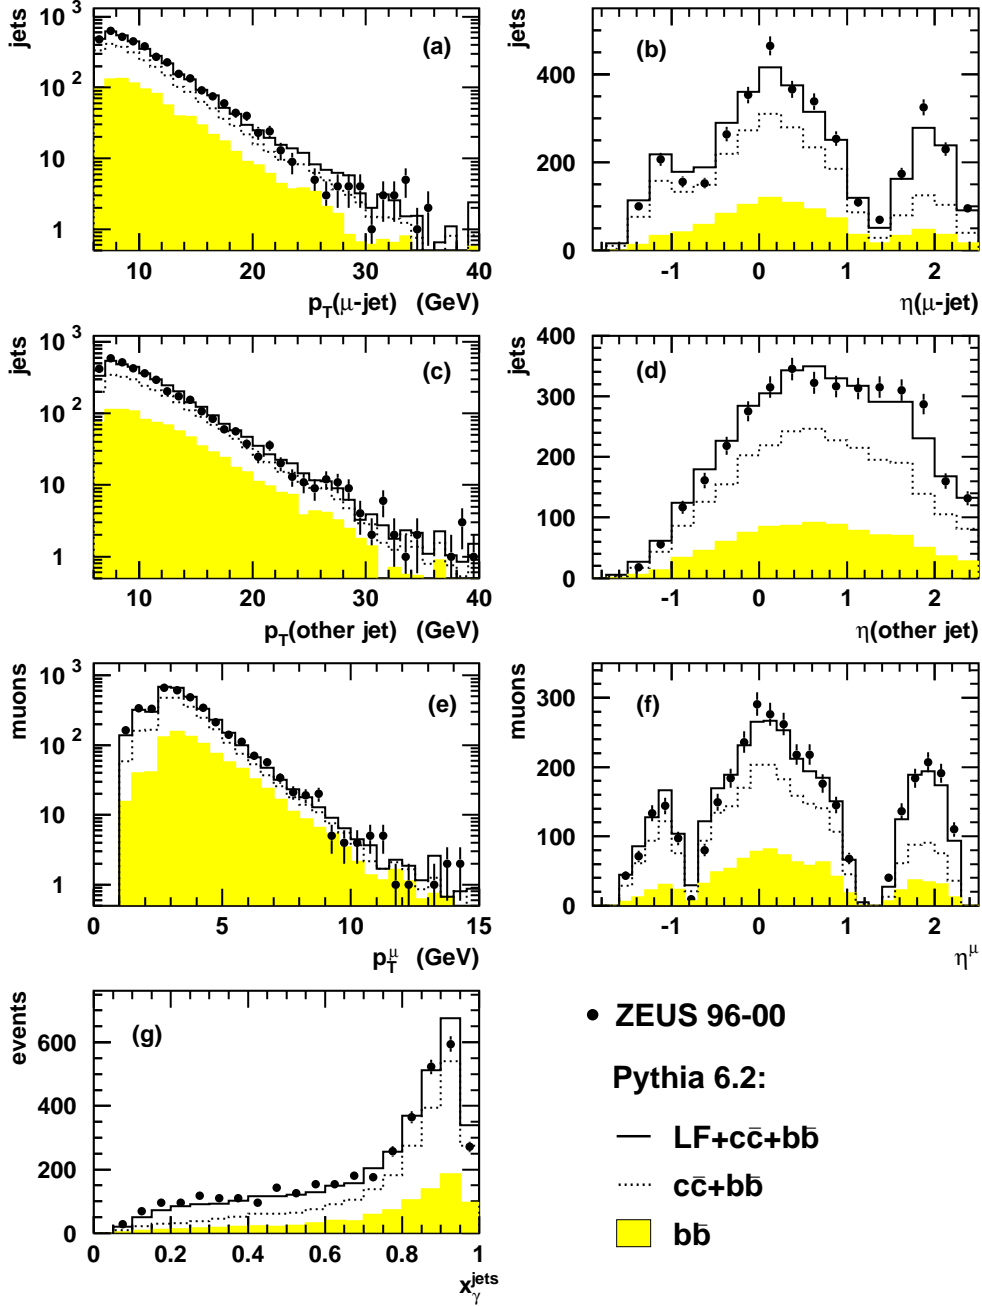 jets
10³
10²
10
1
(a)
10 20 30 40
p_T(μ-jet) (GeV)
jets
400
200
0
(b)
-1 0 1 2
η(μ-jet)
jets
10³
10²
10
1
(c)
10 20 30 40
p_T(other jet) (GeV)
jets
400
300
200
100
0
(d)
-1 0 1 2
η(other jet)
muons
10³
10²
10
1
(e)
0 5 10 15
p_T^μ (GeV)
muons
300
200
100
0
(f)
-1 0 1 2
η^μ
events
600
400
200
0
(g)
0 0.2 0.4 0.6 0.8 1
x_γ^jets
ZEUS 96-00
Pythia 6.2:
LF+cc̄+bb̄
cc̄+bb̄
bb̄